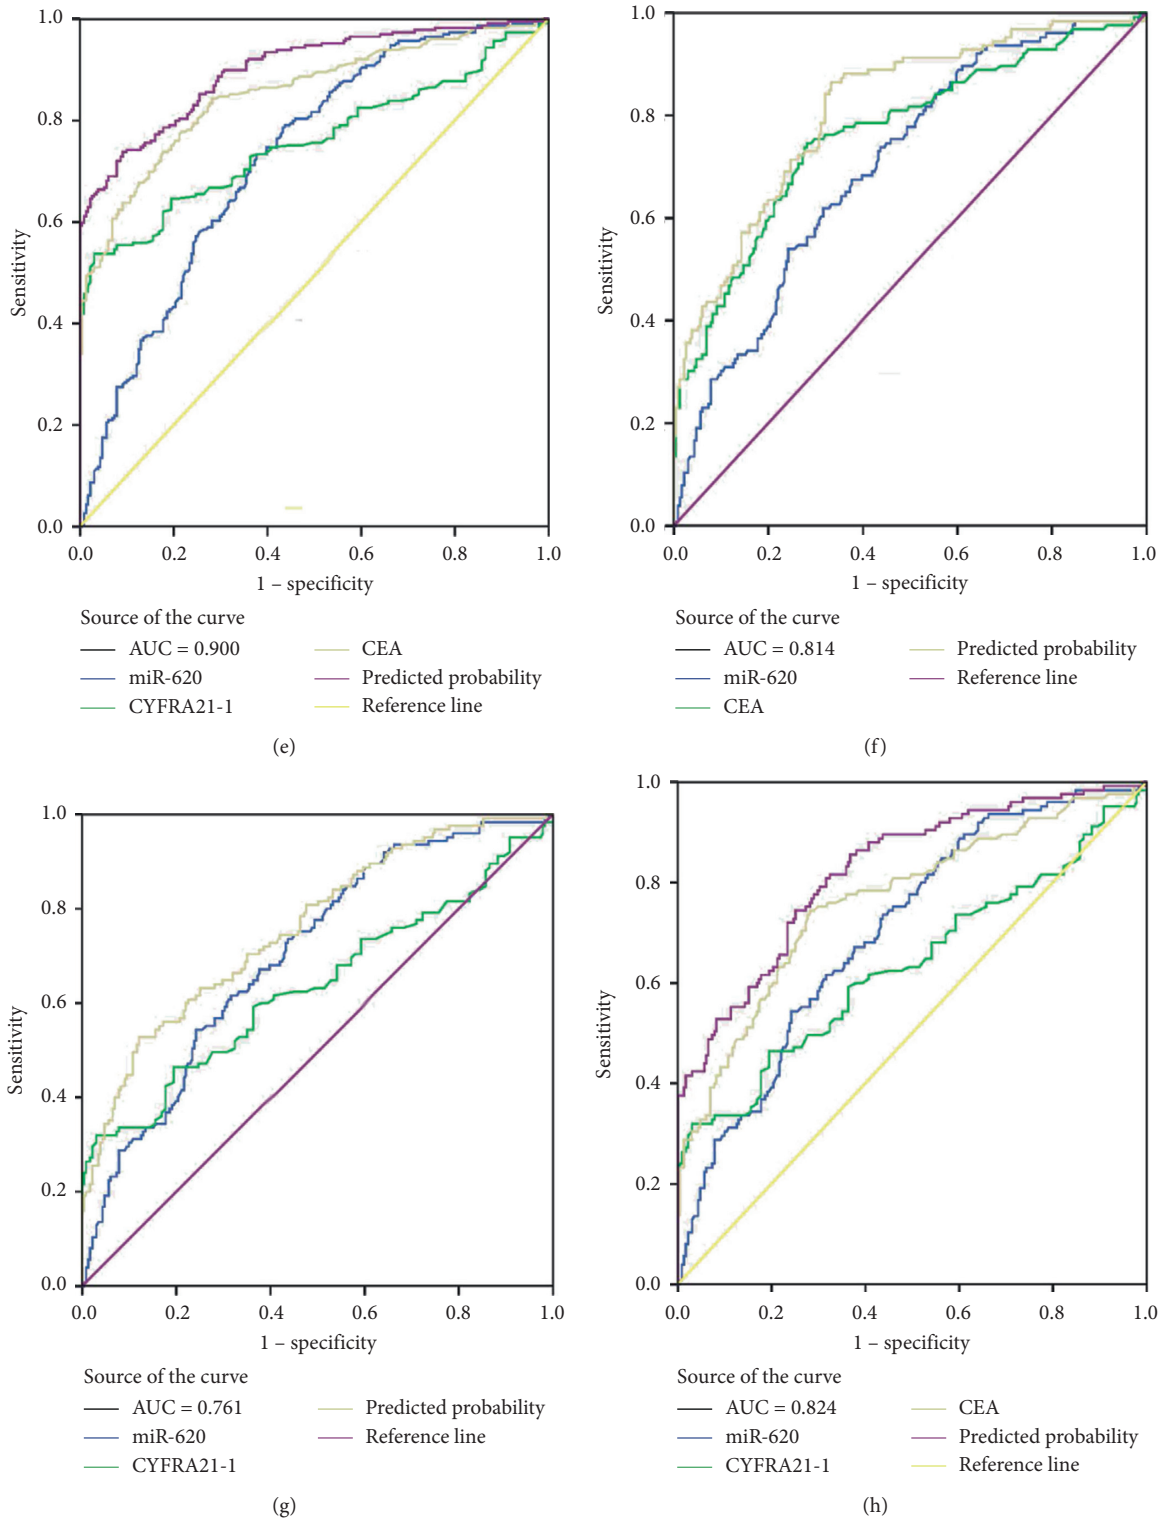 1.0
0.8
0.6
0.4
0.2
0.0
Sensitivity
0.0 0.2 0.4 0.6 0.8 1.0
1 – specificity
Source of the curve
AUC = 0.900
miR-620
CYFRA21-1
CEA
Predicted probability
Reference line
(e)
1.0
0.8
0.6
0.4
0.2
0.0
Sensitivity
0.0 0.2 0.4 0.6 0.8 1.0
1 – specificity
Source of the curve
AUC = 0.814
miR-620
CEA
Predicted probability
Reference line
(f)
1.0
0.8
0.6
0.4
0.2
0.0
Sensitivity
0.0 0.2 0.4 0.6 0.8 1.0
1 – specificity
Source of the curve
AUC = 0.761
miR-620
CYFRA21-1
Predicted probability
Reference line
(g)
1.0
0.8
0.6
0.4
0.2
0.0
Sensitivity
0.0 0.2 0.4 0.6 0.8 1.0
1 – specificity
Source of the curve
AUC = 0.824
miR-620
CYFRA21-1
CEA
Predicted probability
Reference line
(h)